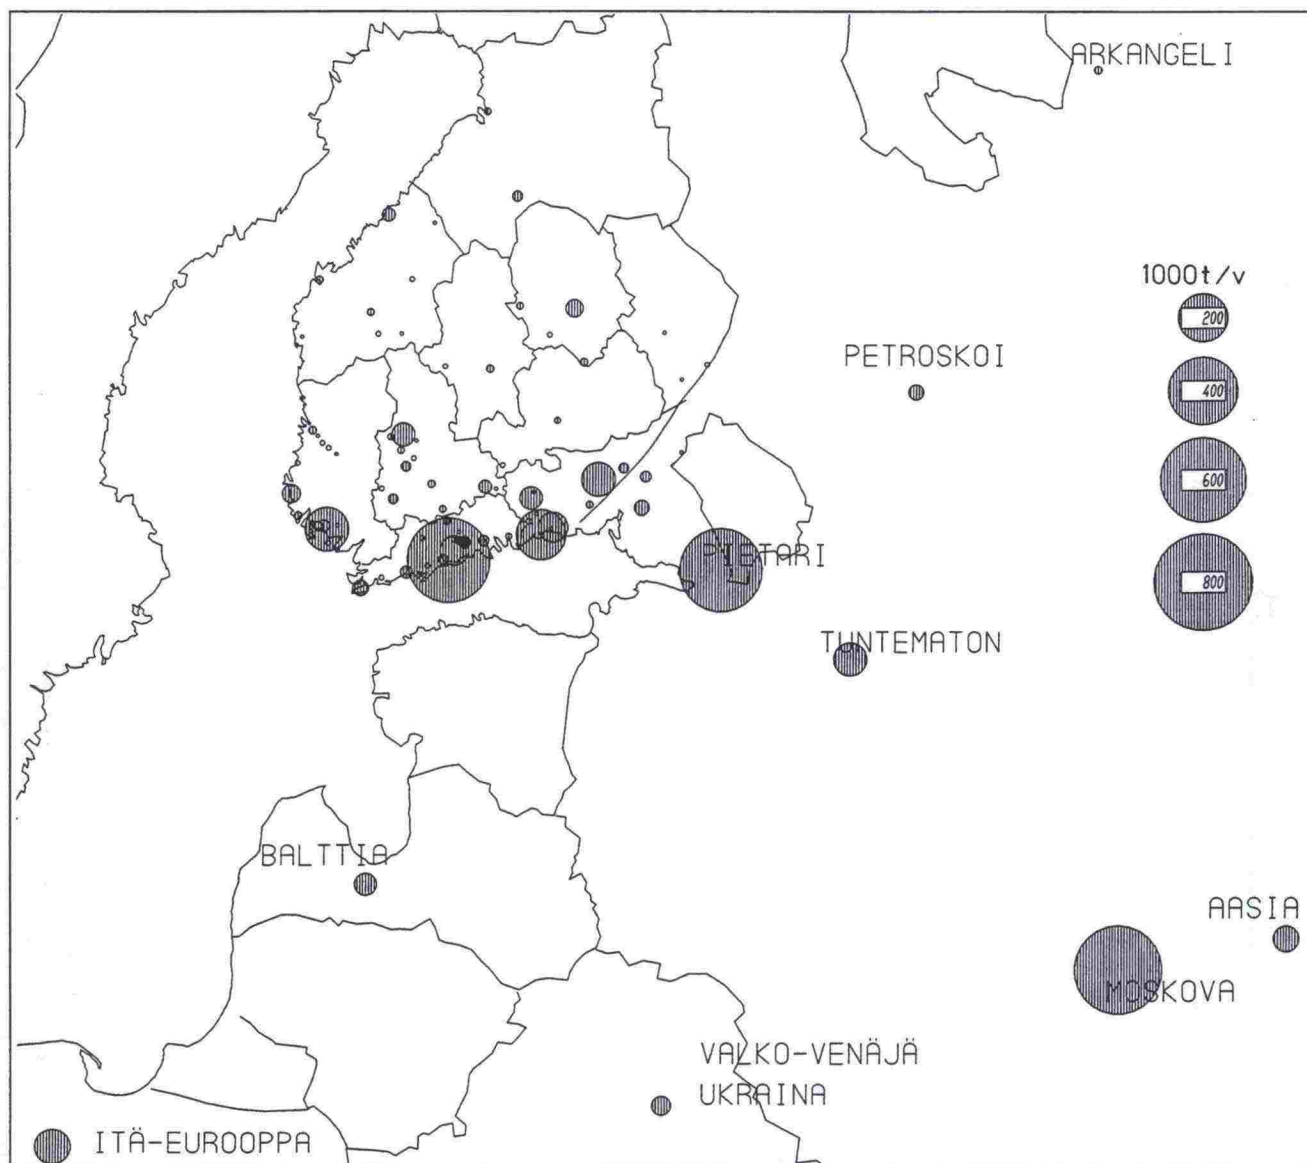 ARKANGELI
1000t/v
200
PETROSKOI
400
600
PIETARI
800
TUNTEMATON
BALTTIA
AASIA
MOSKOVA
VALKO-VENÄJÄ
UKRAINA
ITÄ-EUROOPPA